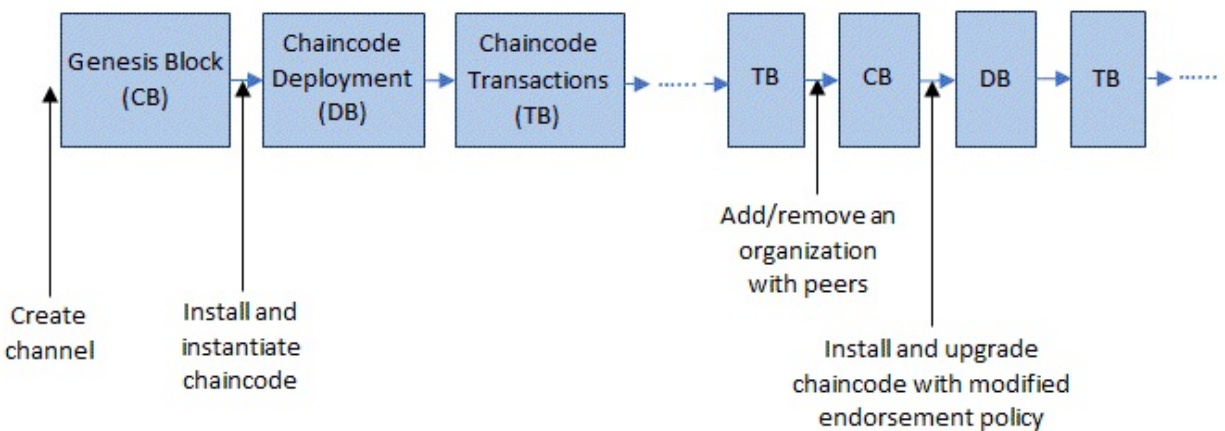 Genesis Block
(CB)
Chaincode
Deployment
(DB)
Chaincode
Transactions
(TB)
......
TB
CB
DB
TB
......
Create
channel
Install and
instantiate
chaincode
Add/remove an
organization
with peers
Install and upgrade
chaincode with modified
endorsement policy